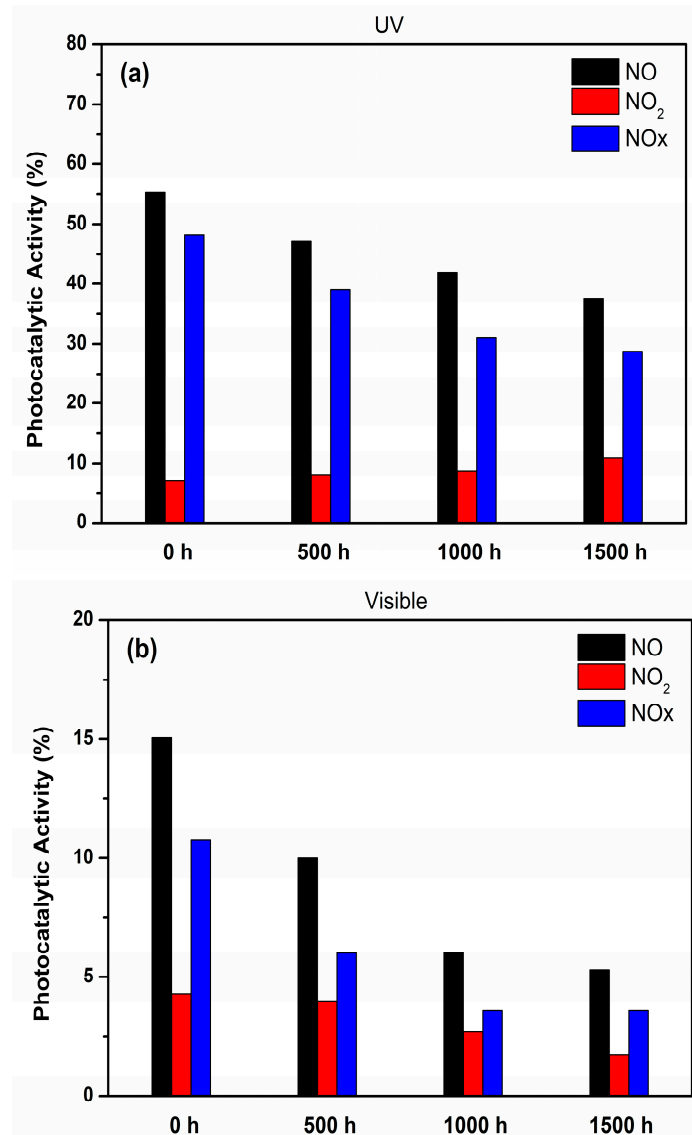 UV
(a)
NO
NO₂
NOx
Photocatalytic Activity (%)
80
70
60
50
40
30
20
10
0
0 h 500 h 1000 h 1500 h
Visible
(b)
NO
NO₂
NOx
Photocatalytic Activity (%)
20
15
10
5
0
0 h 500 h 1000 h 1500 h